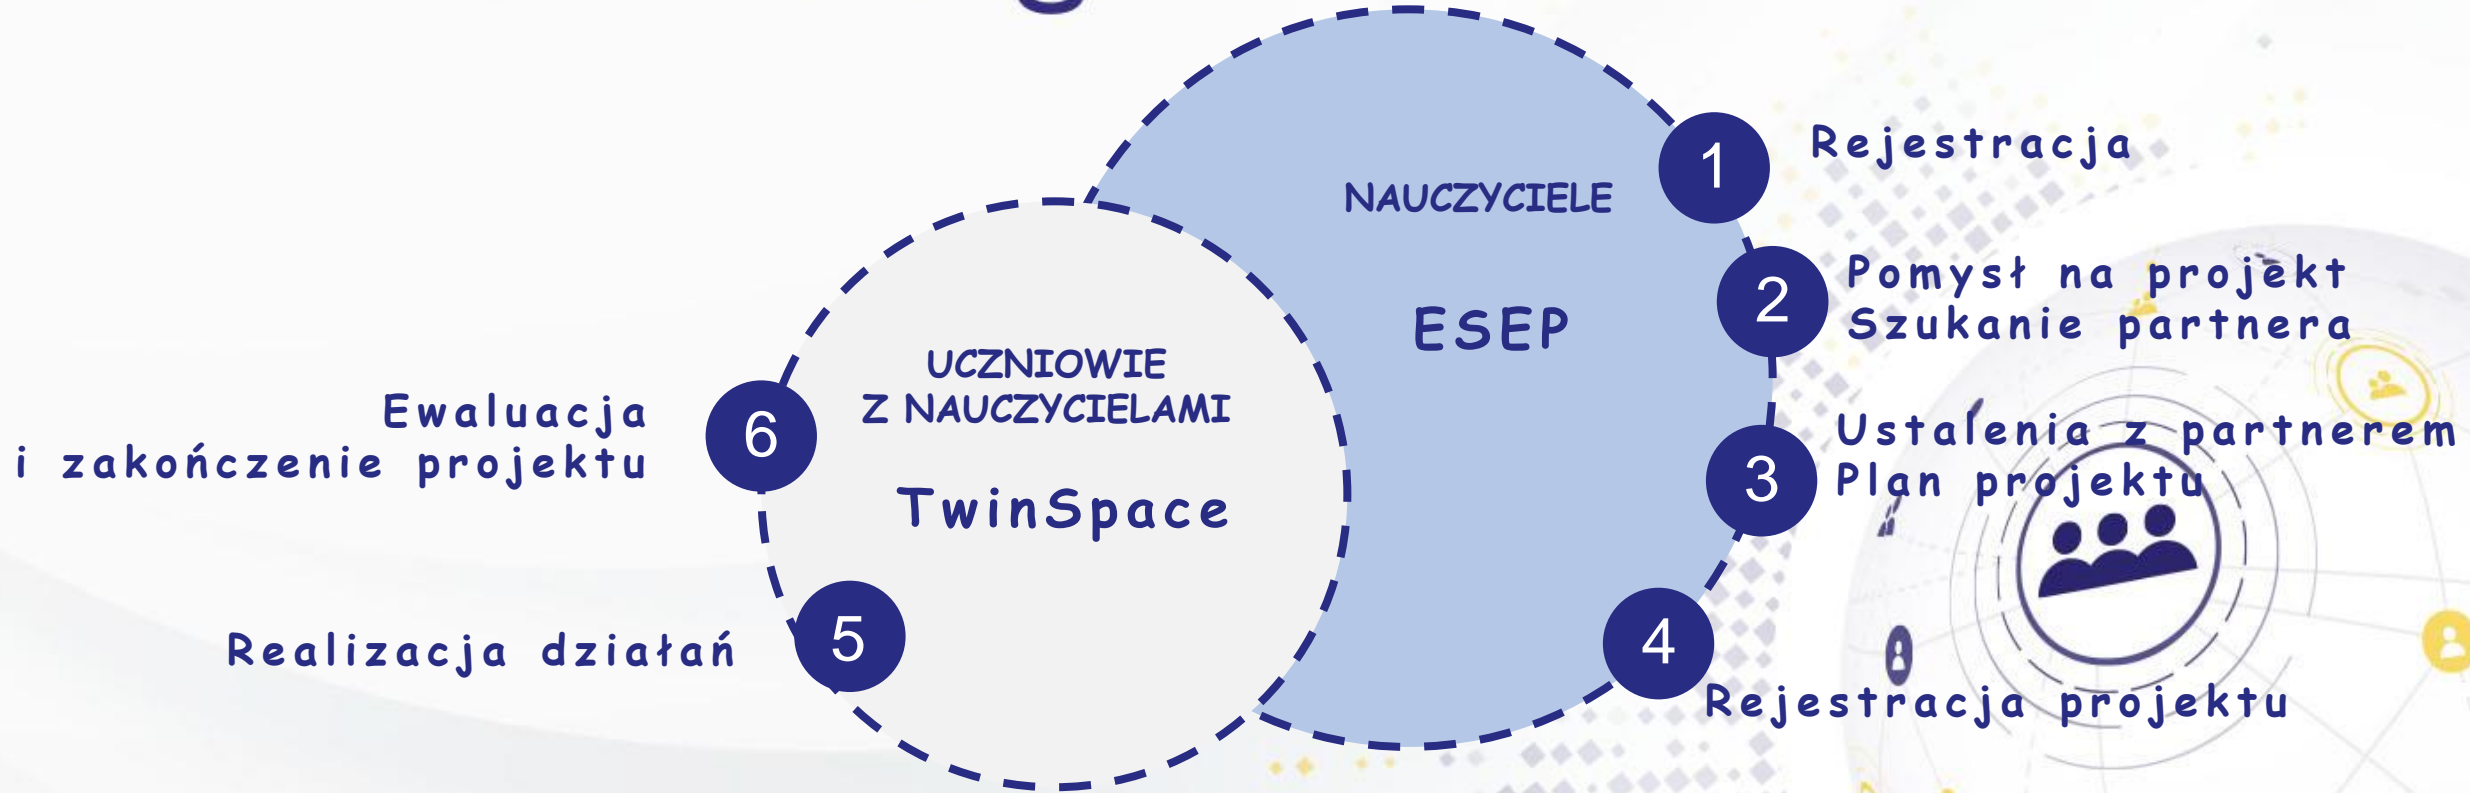 NAUCZYCIELE
ESEP
1
Rejestracja
2
Pomysł na projekt
Szukanie partnera
3
Ustalenia z partnerem
Plan projektu
4
Rejestracja projektu
UCZNIOWIE
Z NAUCZYCIELAMI
TwinSpace
5
Realizacja działań
6
Ewaluacja
i zakończenie projektu